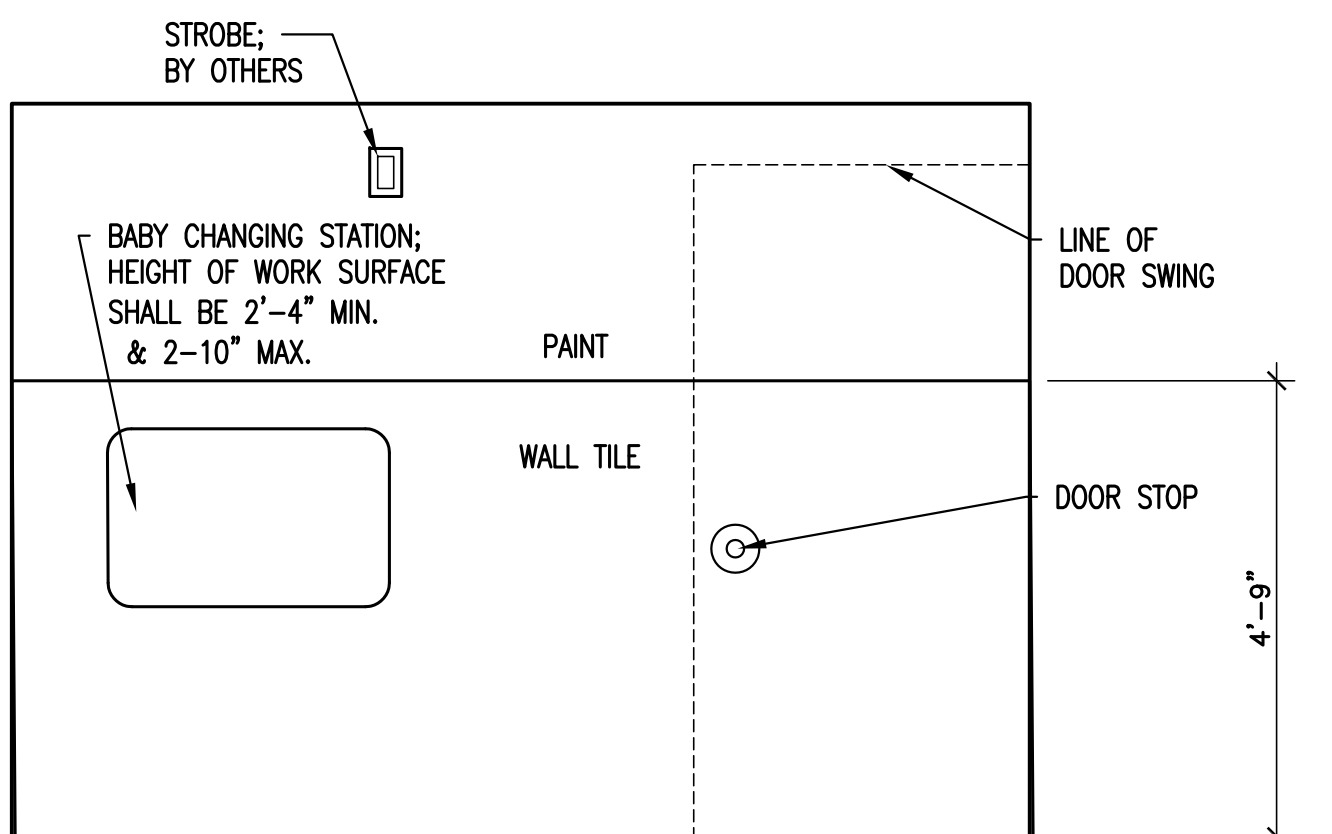 STROBE;
BY OTHERS
BABY CHANGING STATION;
HEIGHT OF WORK SURFACE
SHALL BE 2'-4" MIN.
& 2-10" MAX.
LINE OF
DOOR SWING
PAINT
WALL TILE
DOOR STOP
4'-9"